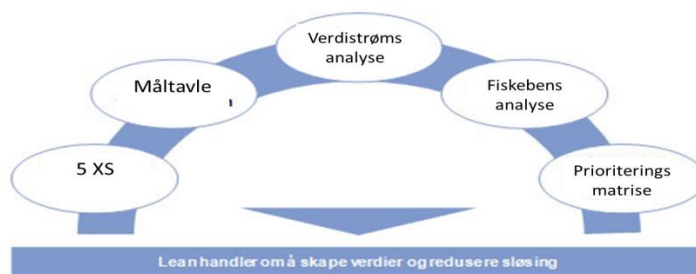 Verdistrøms
analyse
Måltavle
Fiskebens
analyse
5 XS
Prioriterings
matrise
Lean handler om å skape verdier og redusere sløsing